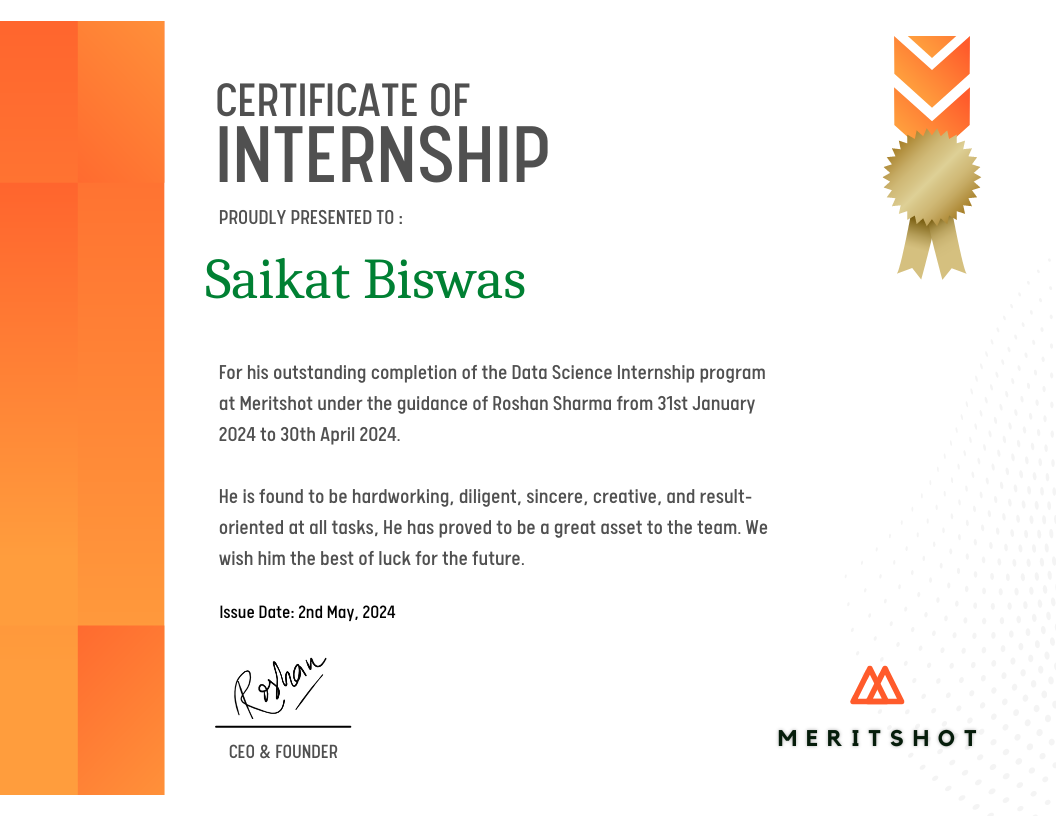 CERTIFICATE OF
INTERNSHIP
PROUDLY PRESENTED TO :
Saikat Biswas
For his outstanding completion of the Data Science Internship program
at Meritshot under the guidance of Roshan Sharma from 31st January
2024 to 30th April 2024.
He is found to be hardworking, diligent, sincere, creative, and result-
oriented at all tasks, He has proved to be a great asset to the team. We
wish him the best of luck for the future.
Issue Date: 2nd May, 2024
Roshan
CEO & FOUNDER
MERITSHOT